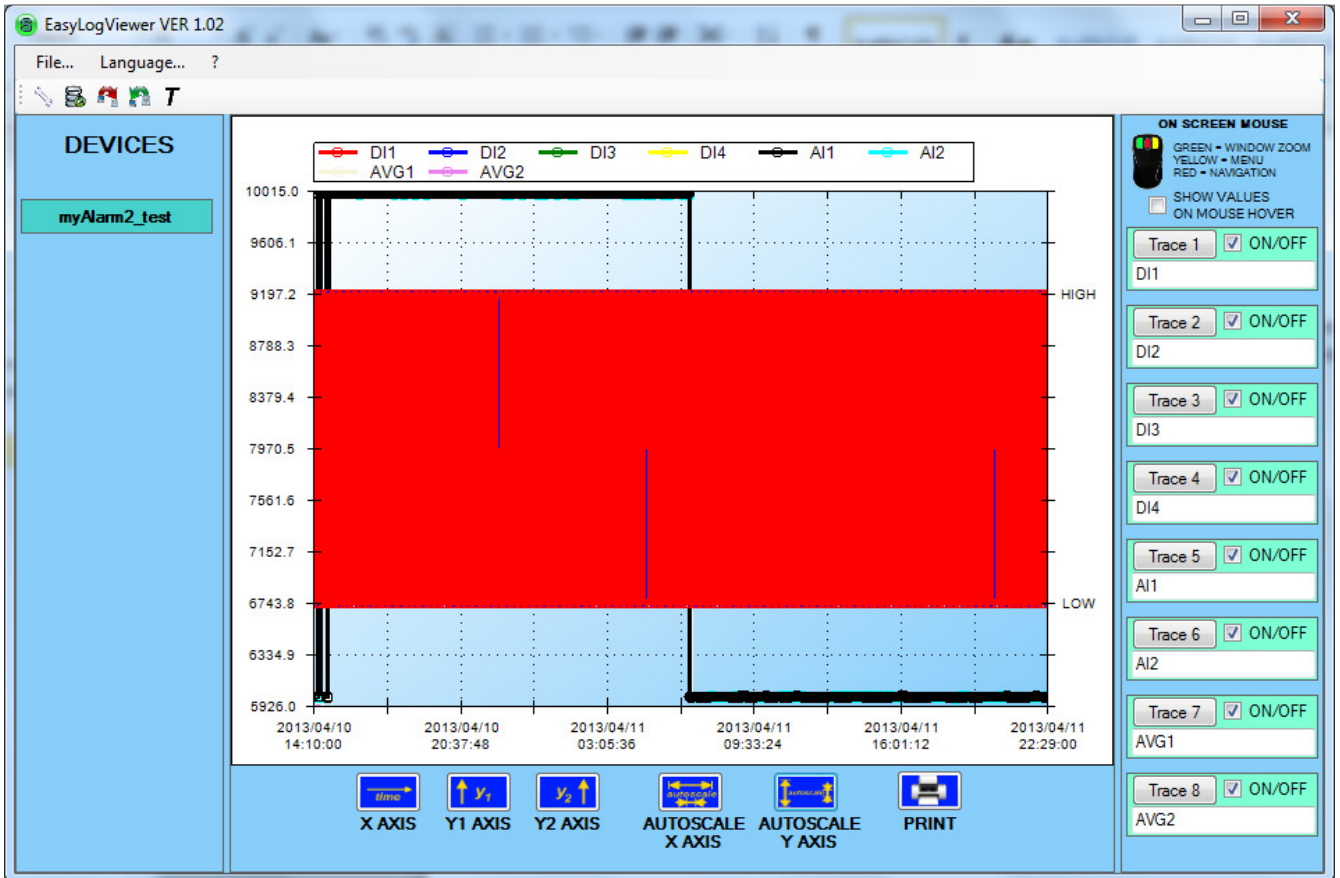 EasyLogViewer VER 1.02
File... Language... ?
T
DEVICES
myAlarm2_test
DI1 DI2 DI3 DI4 AI1 AI2
AVG1 AVG2
10015.0
9606.1
9197.2
8788.3
8379.4
7970.5
7561.6
7152.7
6743.8
6334.9
5926.0
HIGH
LOW
2013/04/10 2013/04/10 2013/04/11 2013/04/11 2013/04/11 2013/04/11
14:10:00 20:37:48 03:05:36 09:33:24 16:01:12 22:29:00
time y1 y2 autoscale autoscale
X AXIS Y1 AXIS Y2 AXIS AUTOSCALE AUTOSCALE PRINT
X AXIS Y AXIS
ON SCREEN MOUSE
GREEN = WINDOW ZOOM
YELLOW = MENU
RED = NAVIGATION
SHOW VALUES
ON MOUSE HOVER
Trace 1 ON/OFF
DI1
Trace 2 ON/OFF
DI2
Trace 3 ON/OFF
DI3
Trace 4 ON/OFF
DI4
Trace 5 ON/OFF
AI1
Trace 6 ON/OFF
AI2
Trace 7 ON/OFF
AVG1
Trace 8 ON/OFF
AVG2